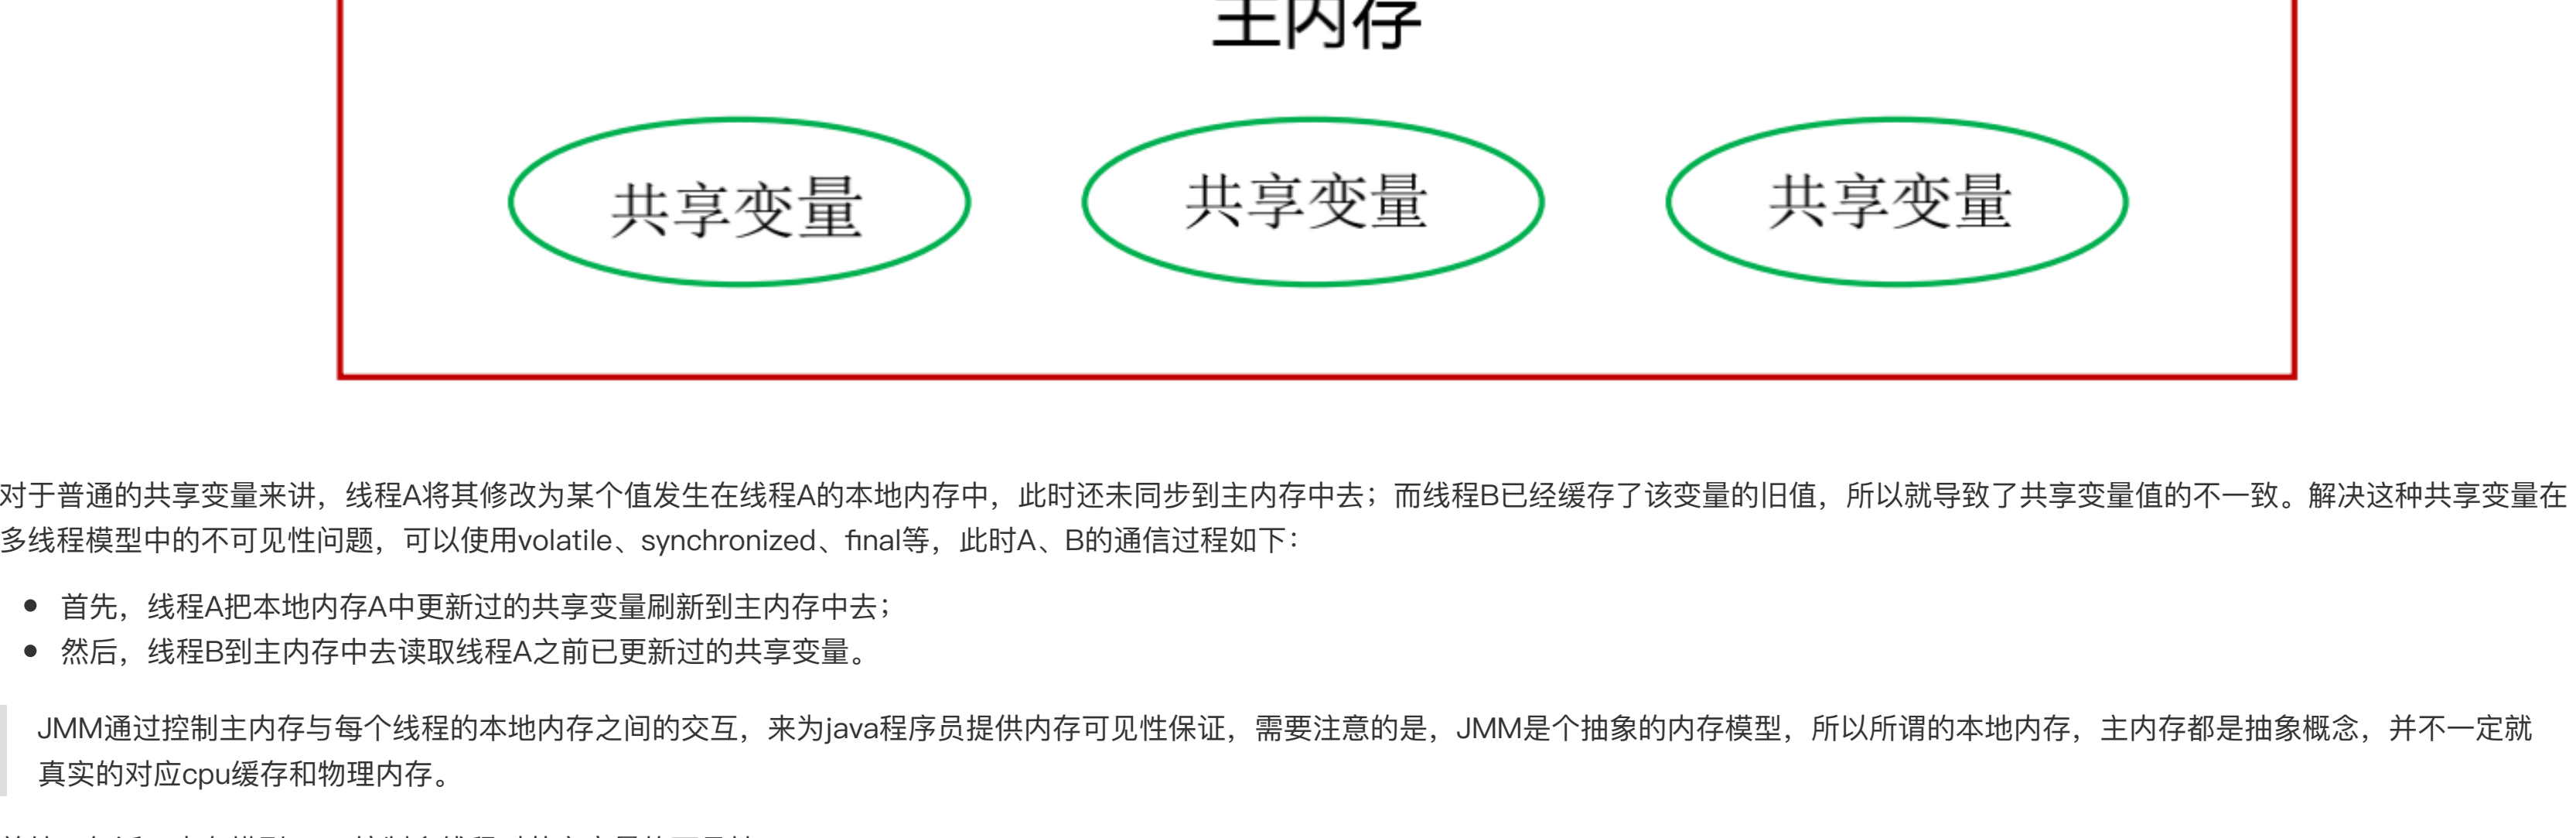 主内存
共享变量 共享变量 共享变量
对于普通的共享变量来讲，线程A将其修改为某个值发生在线程A的本地内存中，此时还未同步到主内存中去；而线程B已经缓存了该变量的旧值，所以就导致了共享变量值的不一致。解决这种共享变量在
多线程模型中的不可见性问题，可以使用volatile、synchronized、final等，此时A、B的通信过程如下：
● 首先，线程A把本地内存A中更新过的共享变量刷新到主内存中去；
● 然后，线程B到主内存中去读取线程A之前已更新过的共享变量。
JMM通过控制主内存与每个线程的本地内存之间的交互，来为java程序员提供内存可见性保证，需要注意的是，JMM是个抽象的内存模型，所以所谓的本地内存，主内存都是抽象概念，并不一定就
真实的对应cpu缓存和物理内存。